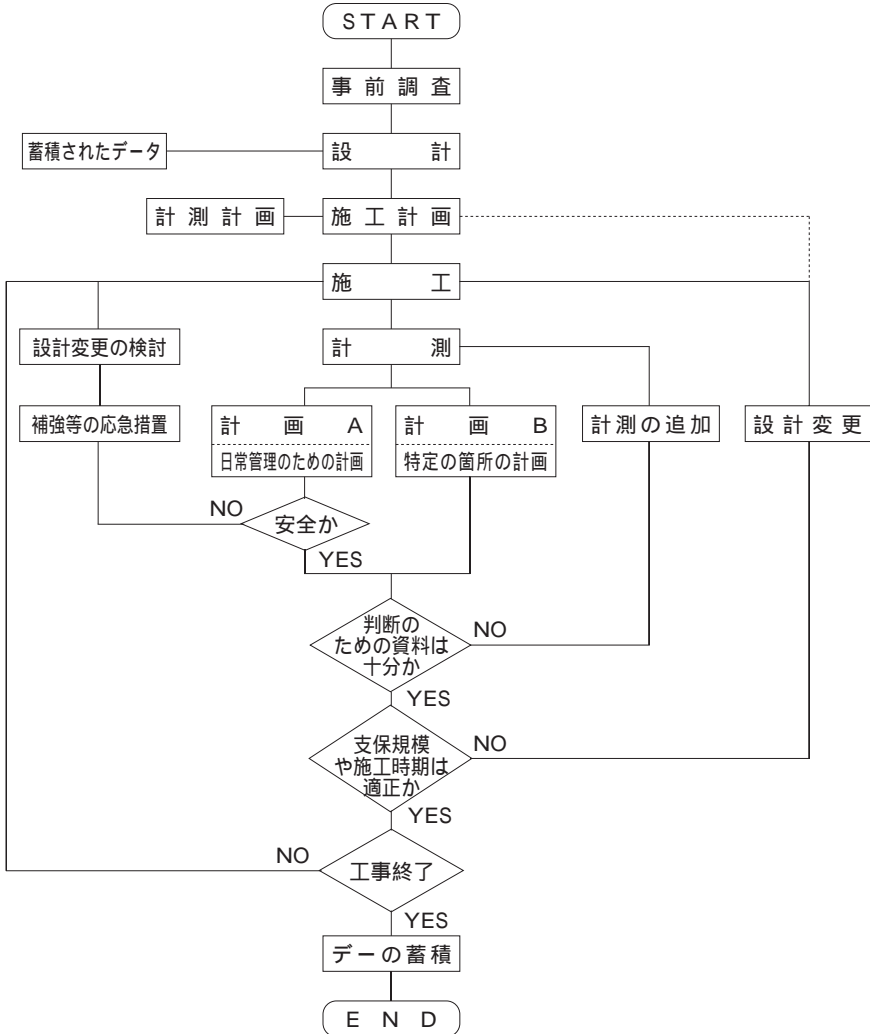 START
事前調査
蓄積されたデータ
設計
計測計画
施工計画
施工
設計変更の検討
計測
補強等の応急措置
計画A
日常管理のための計画
計画B
特定の箇所の計画
計測の追加
設計変更
NO
安全か
YES
判断の
ための資料は
十分か
NO
YES
支保規模
や施工時期は
適正か
NO
YES
NO
工事終了
YES
デーの蓄積
END